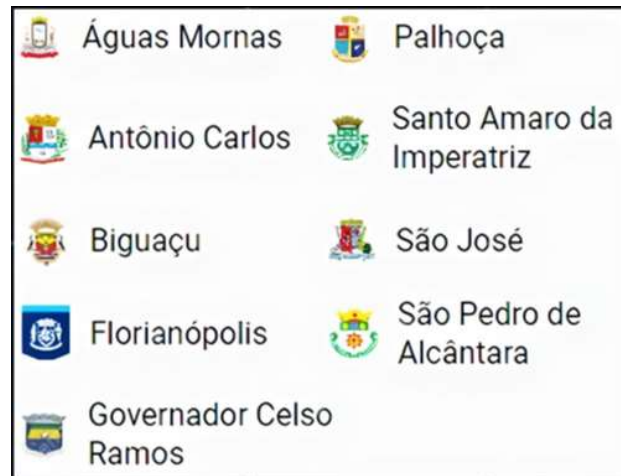 Águas Mornas
Palhoça
Antônio Carlos
Santo Amaro da
Imperatriz
Biguaçu
São José
Florianópolis
São Pedro de
Alcântara
Governador Celso
Ramos